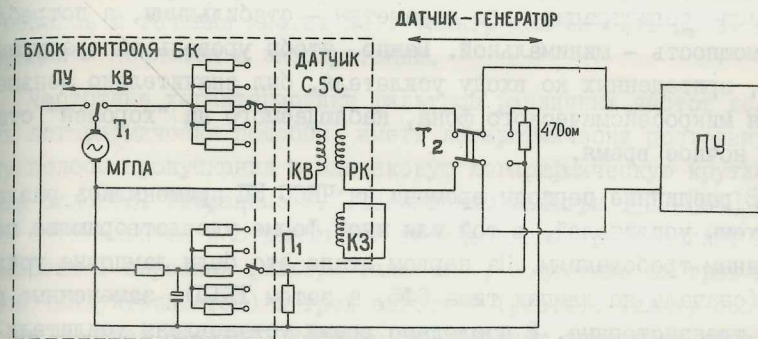 ДАТЧИК-ГЕНЕРАТОР
БЛОК КОНТРОЛЯ БК
ДАТЧИК
С5С
ПУ КВ
Т1
МГПА
КВ
РК
Т2
470ом
ПУ
П1
КЗ